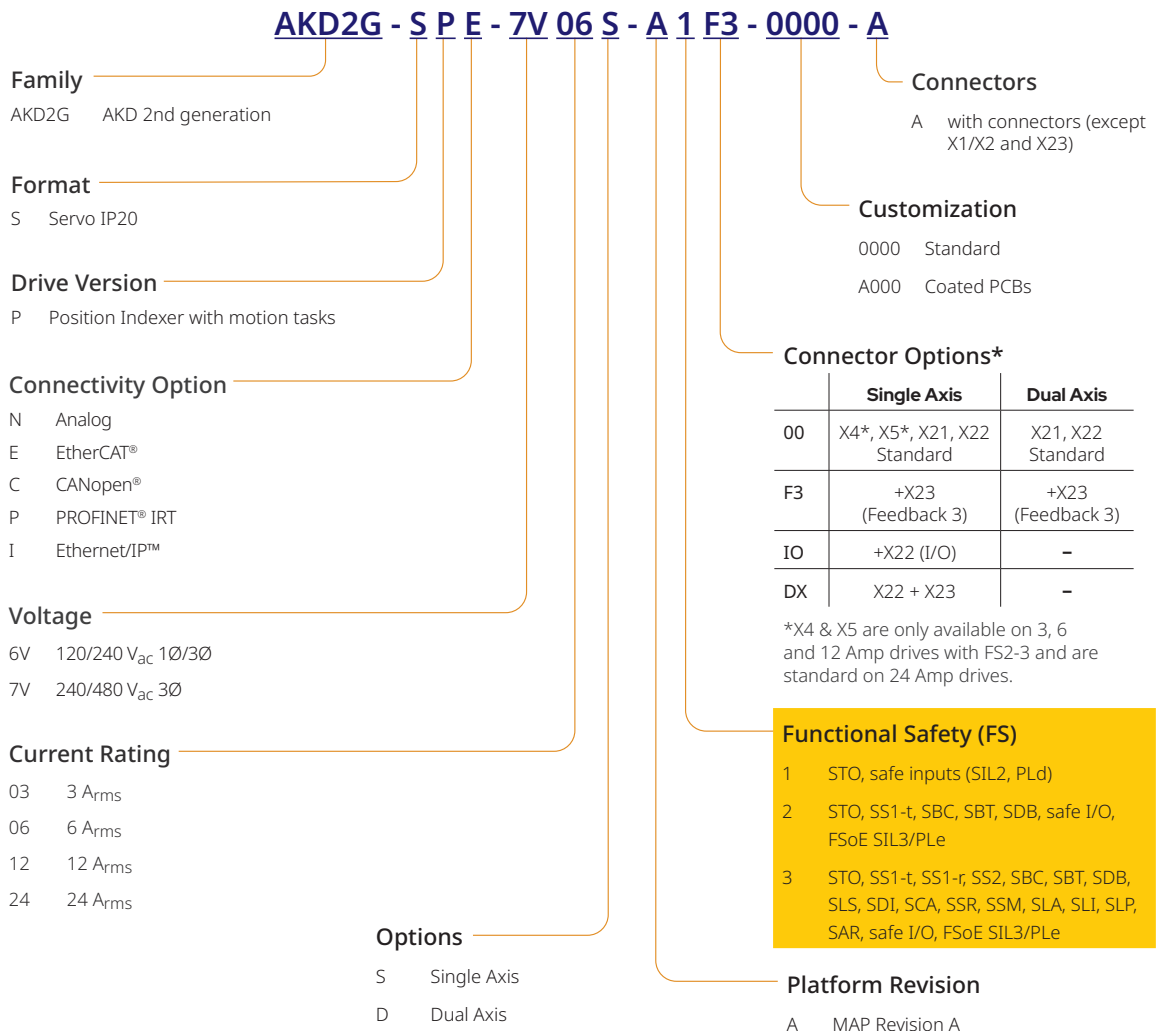 AKD2G - S P E - 7V 06 S - A 1 F3 - 0000 - A
Family
AKD2G AKD 2nd generation
Format
S Servo IP20
Drive Version
P Position Indexer with motion tasks
Connectivity Option
N Analog
E EtherCAT®
C CANopen®
P PROFINET® IRT
I Ethernet/IP™
Voltage
6V 120/240 Vac 1Ø/3Ø
7V 240/480 Vac 3Ø
Current Rating
03 3 Arms
06 6 Arms
12 12 Arms
24 24 Arms
Options
S Single Axis
D Dual Axis
Connectors
A with connectors (except
X1/X2 and X23)
Customization
0000 Standard
A000 Coated PCBs
Connector Options*
Single Axis Dual Axis
00 X4*, X5*, X21, X22 X21, X22
Standard Standard
F3 +X23 +X23
(Feedback 3) (Feedback 3)
IO +X22 (I/O) –
DX X22 + X23 –
*X4 & X5 are only available on 3, 6
and 12 Amp drives with FS2-3 and are
standard on 24 Amp drives.
Functional Safety (FS)
1 STO, safe inputs (SIL2, PLd)
2 STO, SS1-t, SBC, SBT, SDB, safe I/O,
FSoE SIL3/PLe
3 STO, SS1-t, SS1-r, SS2, SBC, SBT, SDB,
SLS, SDI, SCA, SSR, SSM, SLA, SLI, SLP,
SAR, safe I/O, FSoE SIL3/PLe
Platform Revision
A MAP Revision A